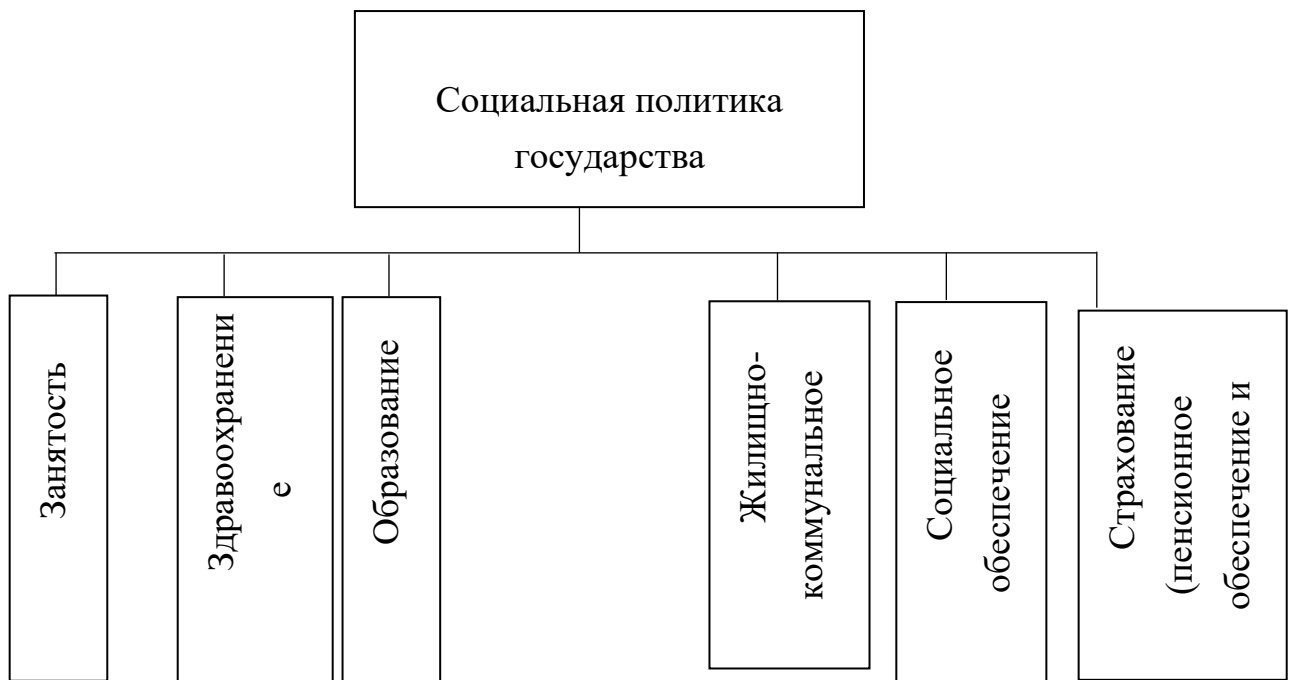 Социальная политика
государства
Занятость
Здравоохранени
е
Образование
Жилищно-
коммунальное
Социальное
обеспечение
Страхование
(пенсионное
обеспечение и